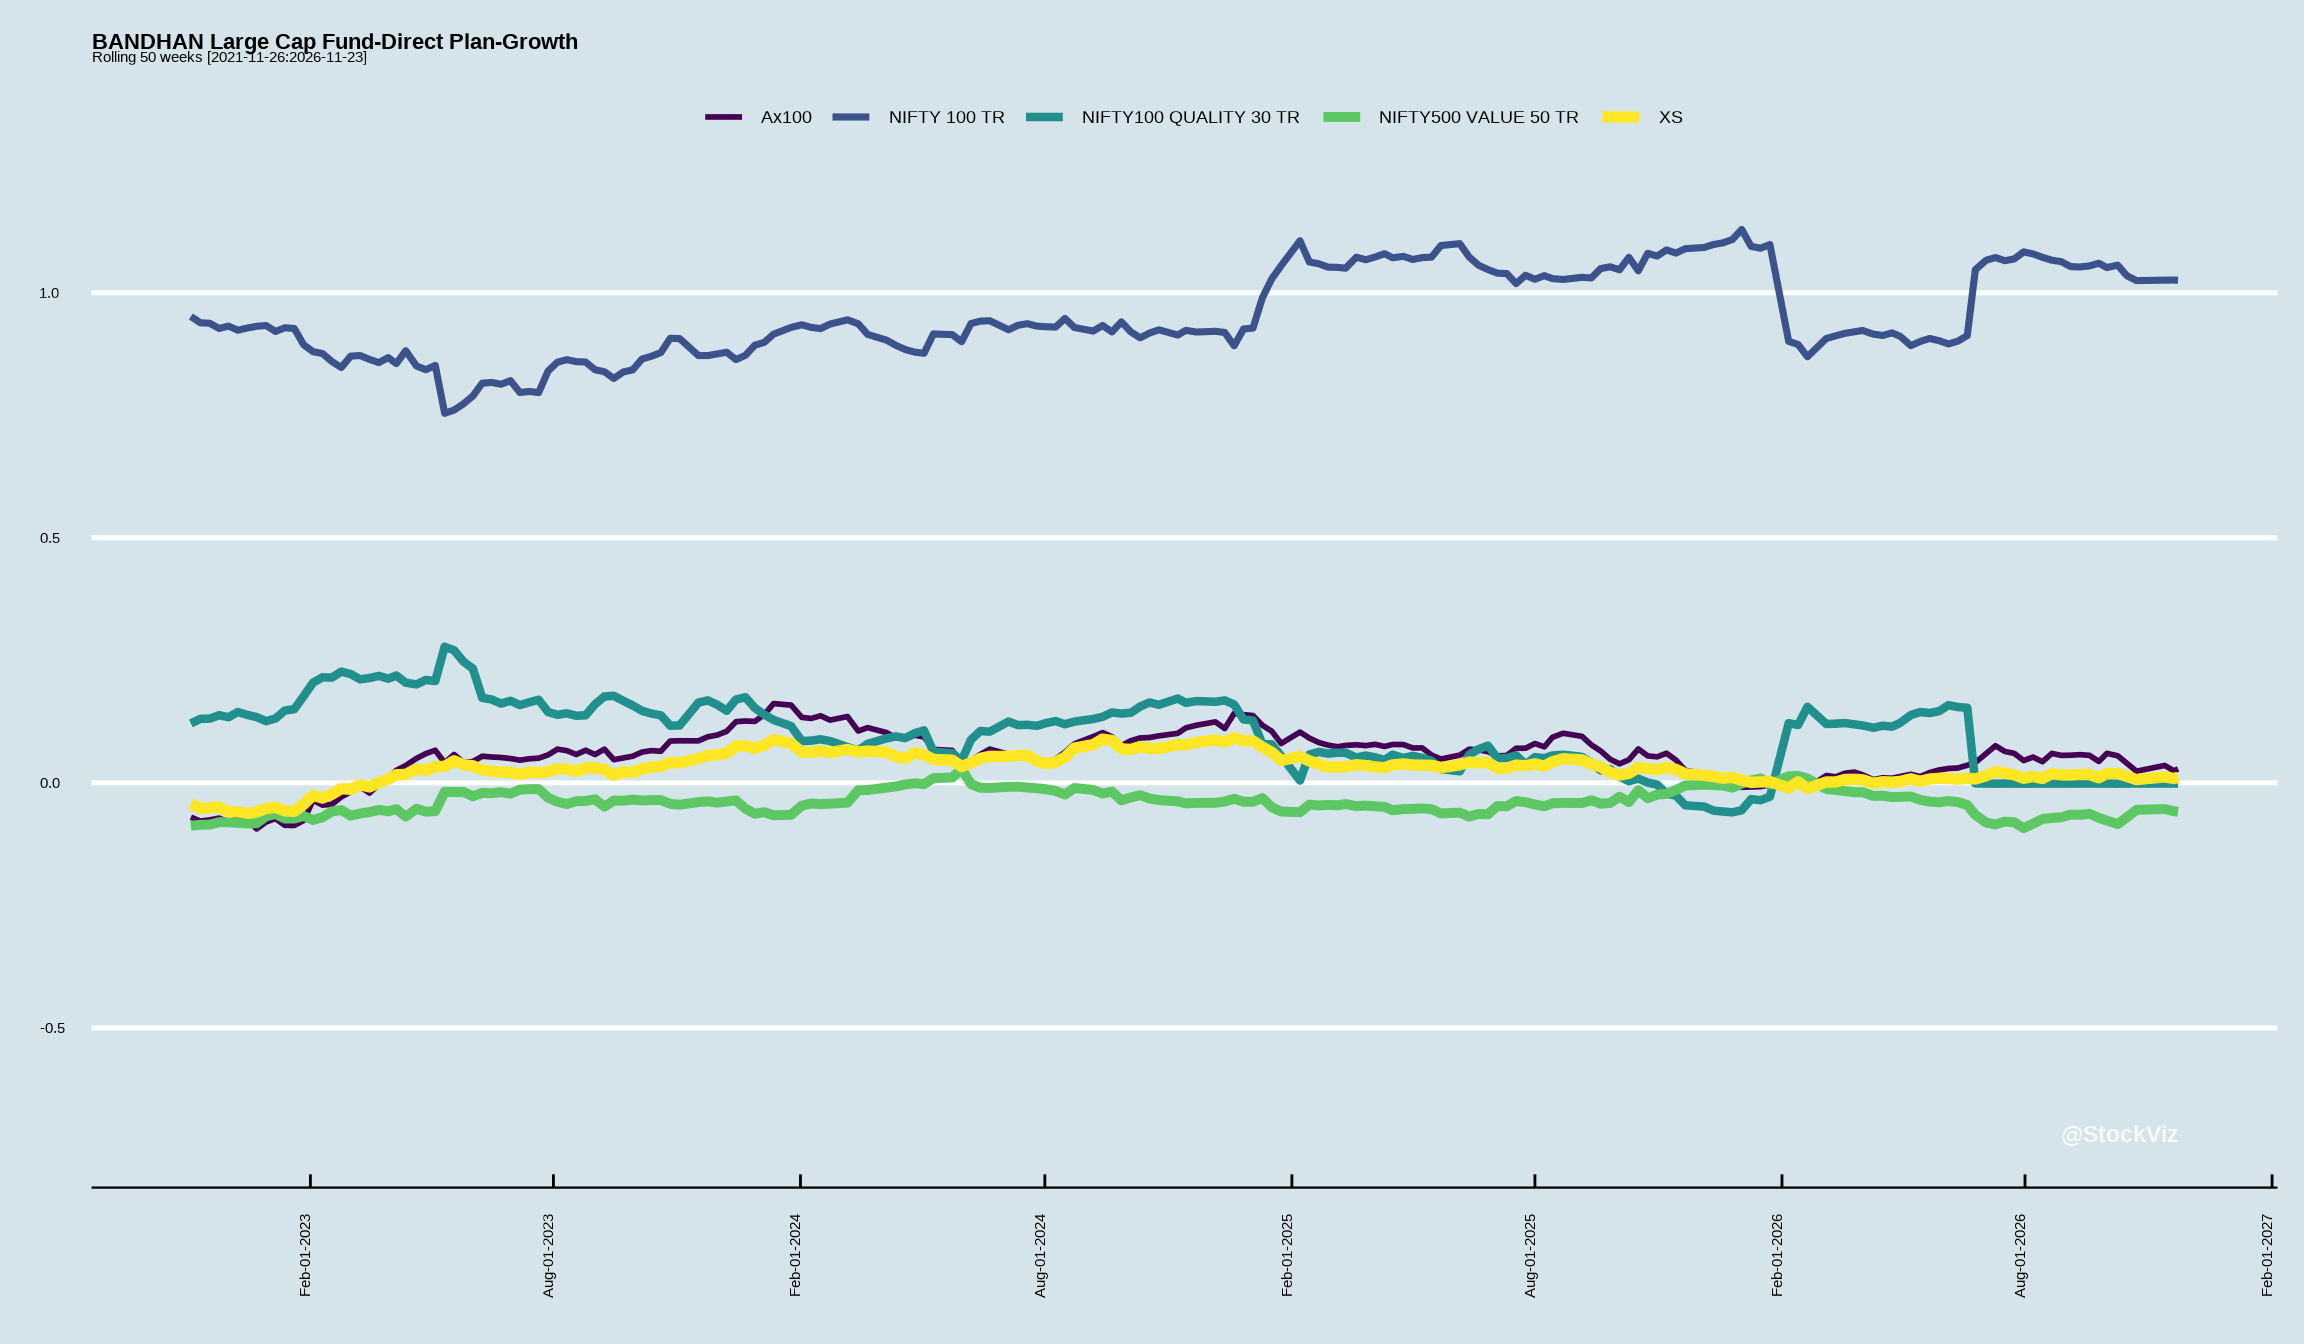 BANDHAN Large Cap Fund-Direct Plan-Growth
Rolling 50 weeks [2021-11-26:2026-11-23]
Ax100 NIFTY 100 TR NIFTY100 QUALITY 30 TR NIFTY500 VALUE 50 TR XS
1.0
0.5
0.0
-0.5
@StockViz
Feb-01-2023
Aug-01-2023
Feb-01-2024
Aug-01-2024
Feb-01-2025
Aug-01-2025
Feb-01-2026
Aug-01-2026
Feb-01-2027